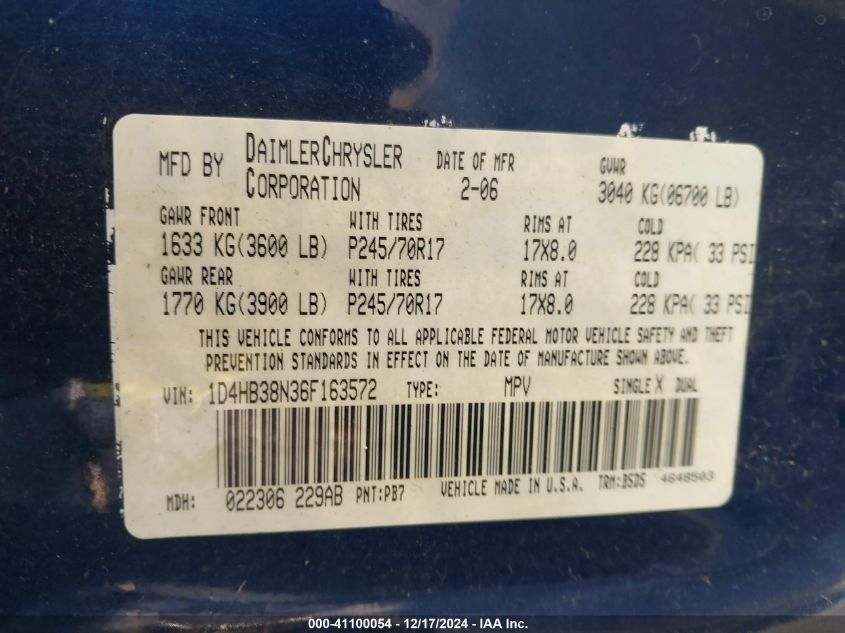 MFD BY DAIMLERCHRYSLER CORPORATION DATE OF MFR 2-06 GVWR 3040 KG(06700 LB)
GAWR FRONT WITH TIRES RIMS AT COLD
1633 KG(3600 LB) P245/70R17 17X8.0 228 KPA( 33 PSI
GAWR REAR WITH TIRES RIMS AT COLD
1770 KG(3900 LB) P245/70R17 17X8.0 228 KPA( 33 PSI
THIS VEHICLE CONFORMS TO ALL APPLICABLE FEDERAL MOTOR VEHICLE SAFETY AND THEFT
PREVENTION STANDARDS IN EFFECT ON THE DATE OF MANUFACTURE SHOWN ABOVE.
VIN: 1D4HB38N36F163572 TYPE: MPV SINGLE X DUAL
MDH: 022306 229AB PNT:PB7 VEHICLE MADE IN U.S.A. TRM:BSDS 4648503
000-41100054 - 12/17/2024 - IAA Inc.